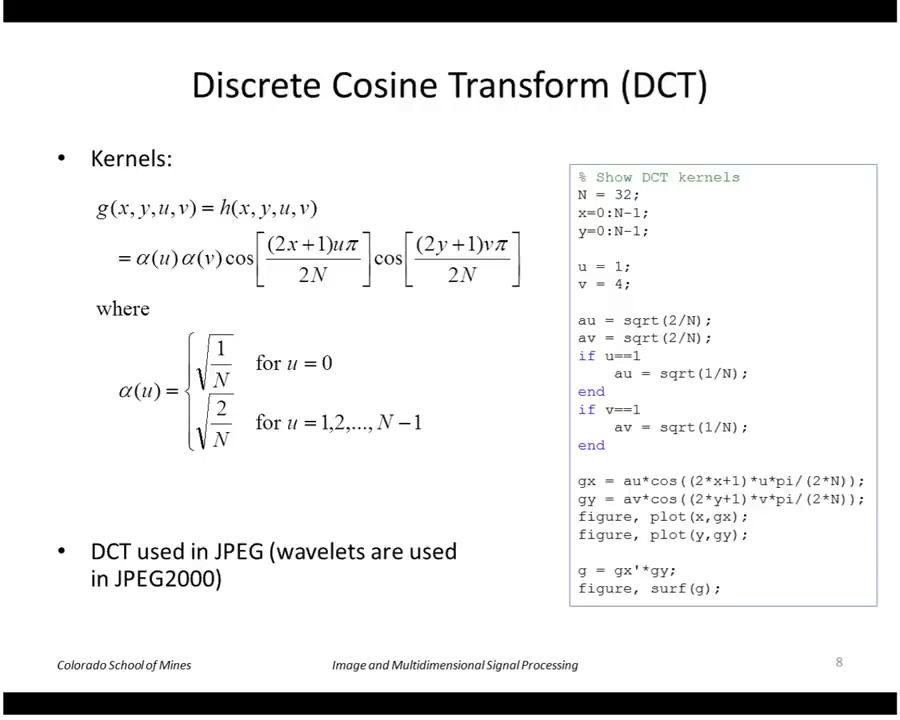 Discrete Cosine Transform (DCT)
• Kernels:
g(x, y, u, v) = h(x, y, u, v)
= α(u) α(v) cos[(2x+1)uπ / 2N] cos[(2y+1)vπ / 2N]
where
α(u) = { √(1/N) for u = 0
√(2/N) for u = 1,2,..., N −1
• DCT used in JPEG (wavelets are used
in JPEG2000)
% Show DCT kernels
N = 32;
x=0:N-1;
y=0:N-1;
u = 1;
v = 4;
au = sqrt(2/N);
av = sqrt(2/N);
if u==1
    au = sqrt(1/N);
end
if v==1
    av = sqrt(1/N);
end
gx = au*cos((2*x+1)*u*pi/(2*N));
gy = av*cos((2*y+1)*v*pi/(2*N));
figure, plot(x,gx);
figure, plot(y,gy);
g = gx'*gy;
figure, surf(g);
Colorado School of Mines
Image and Multidimensional Signal Processing
8